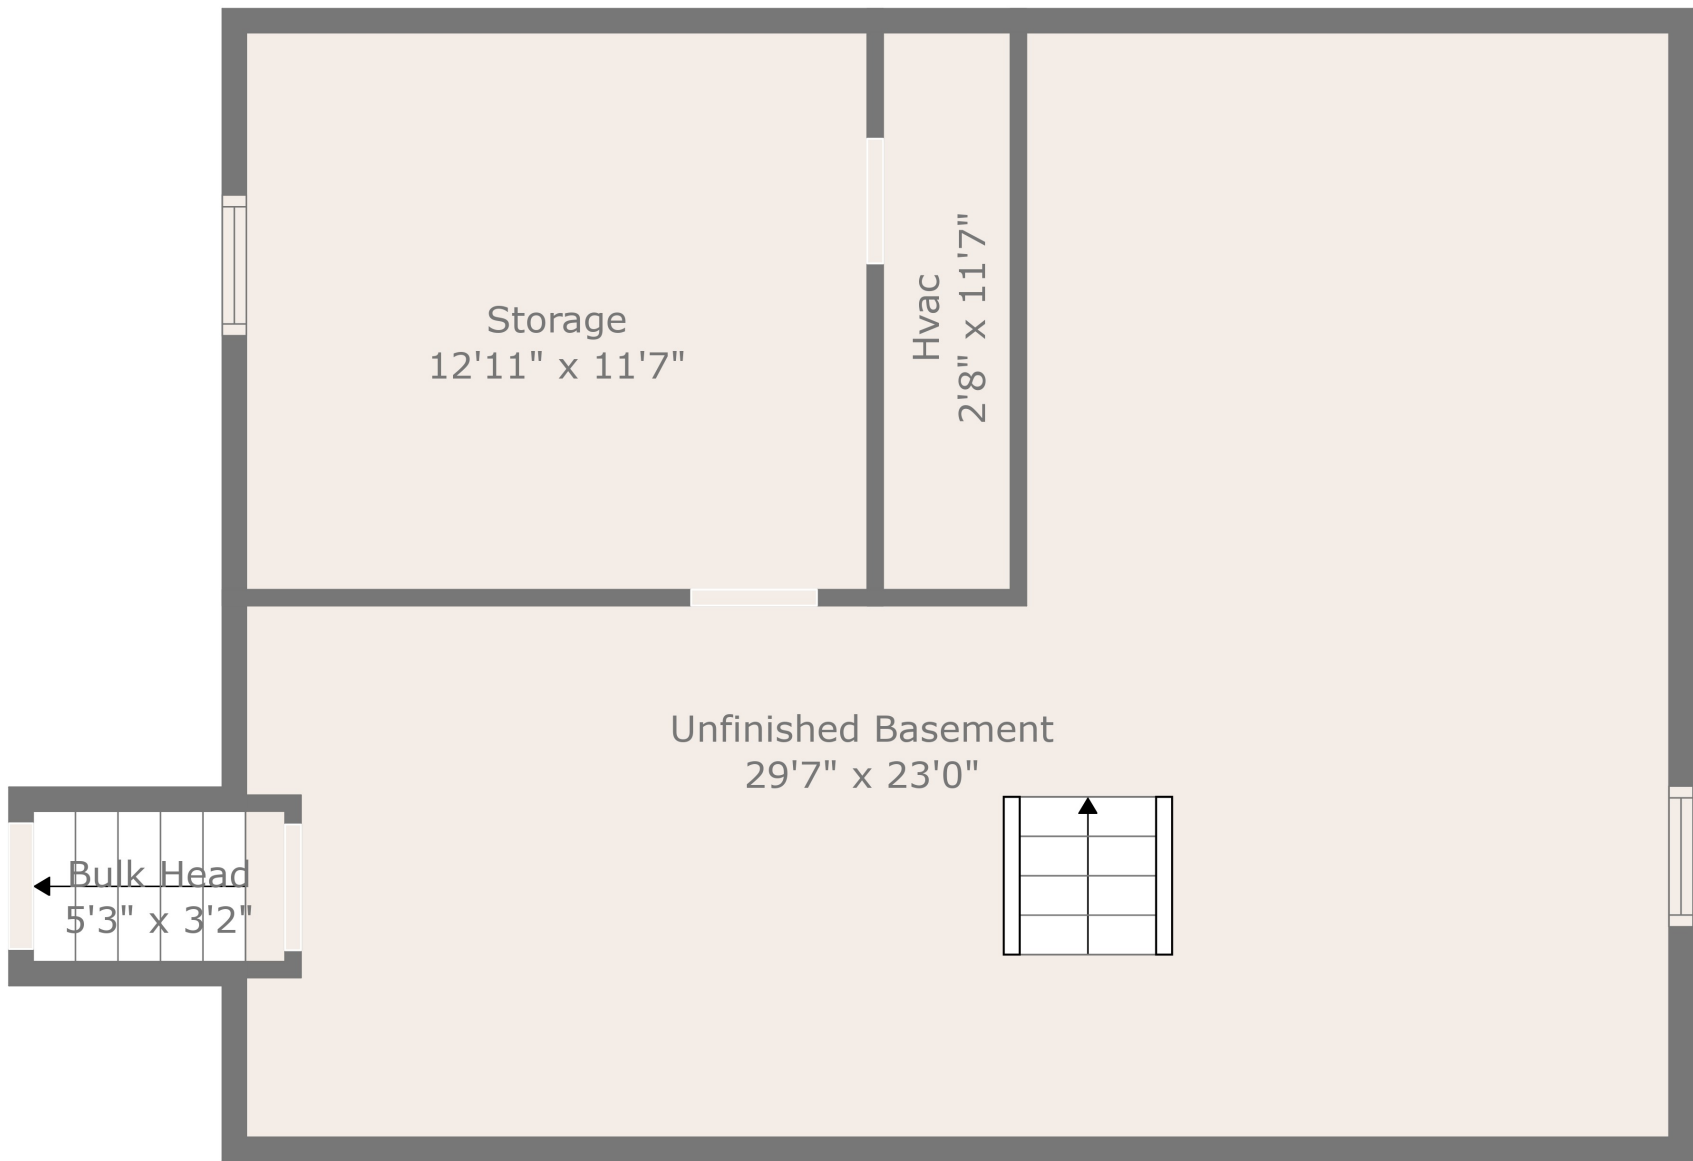 Storage
12'11" x 11'7"
Hvac
2'8" x 11'7"
Unfinished Basement
29'7" x 23'0"
Bulk Head
5'3" x 3'2"